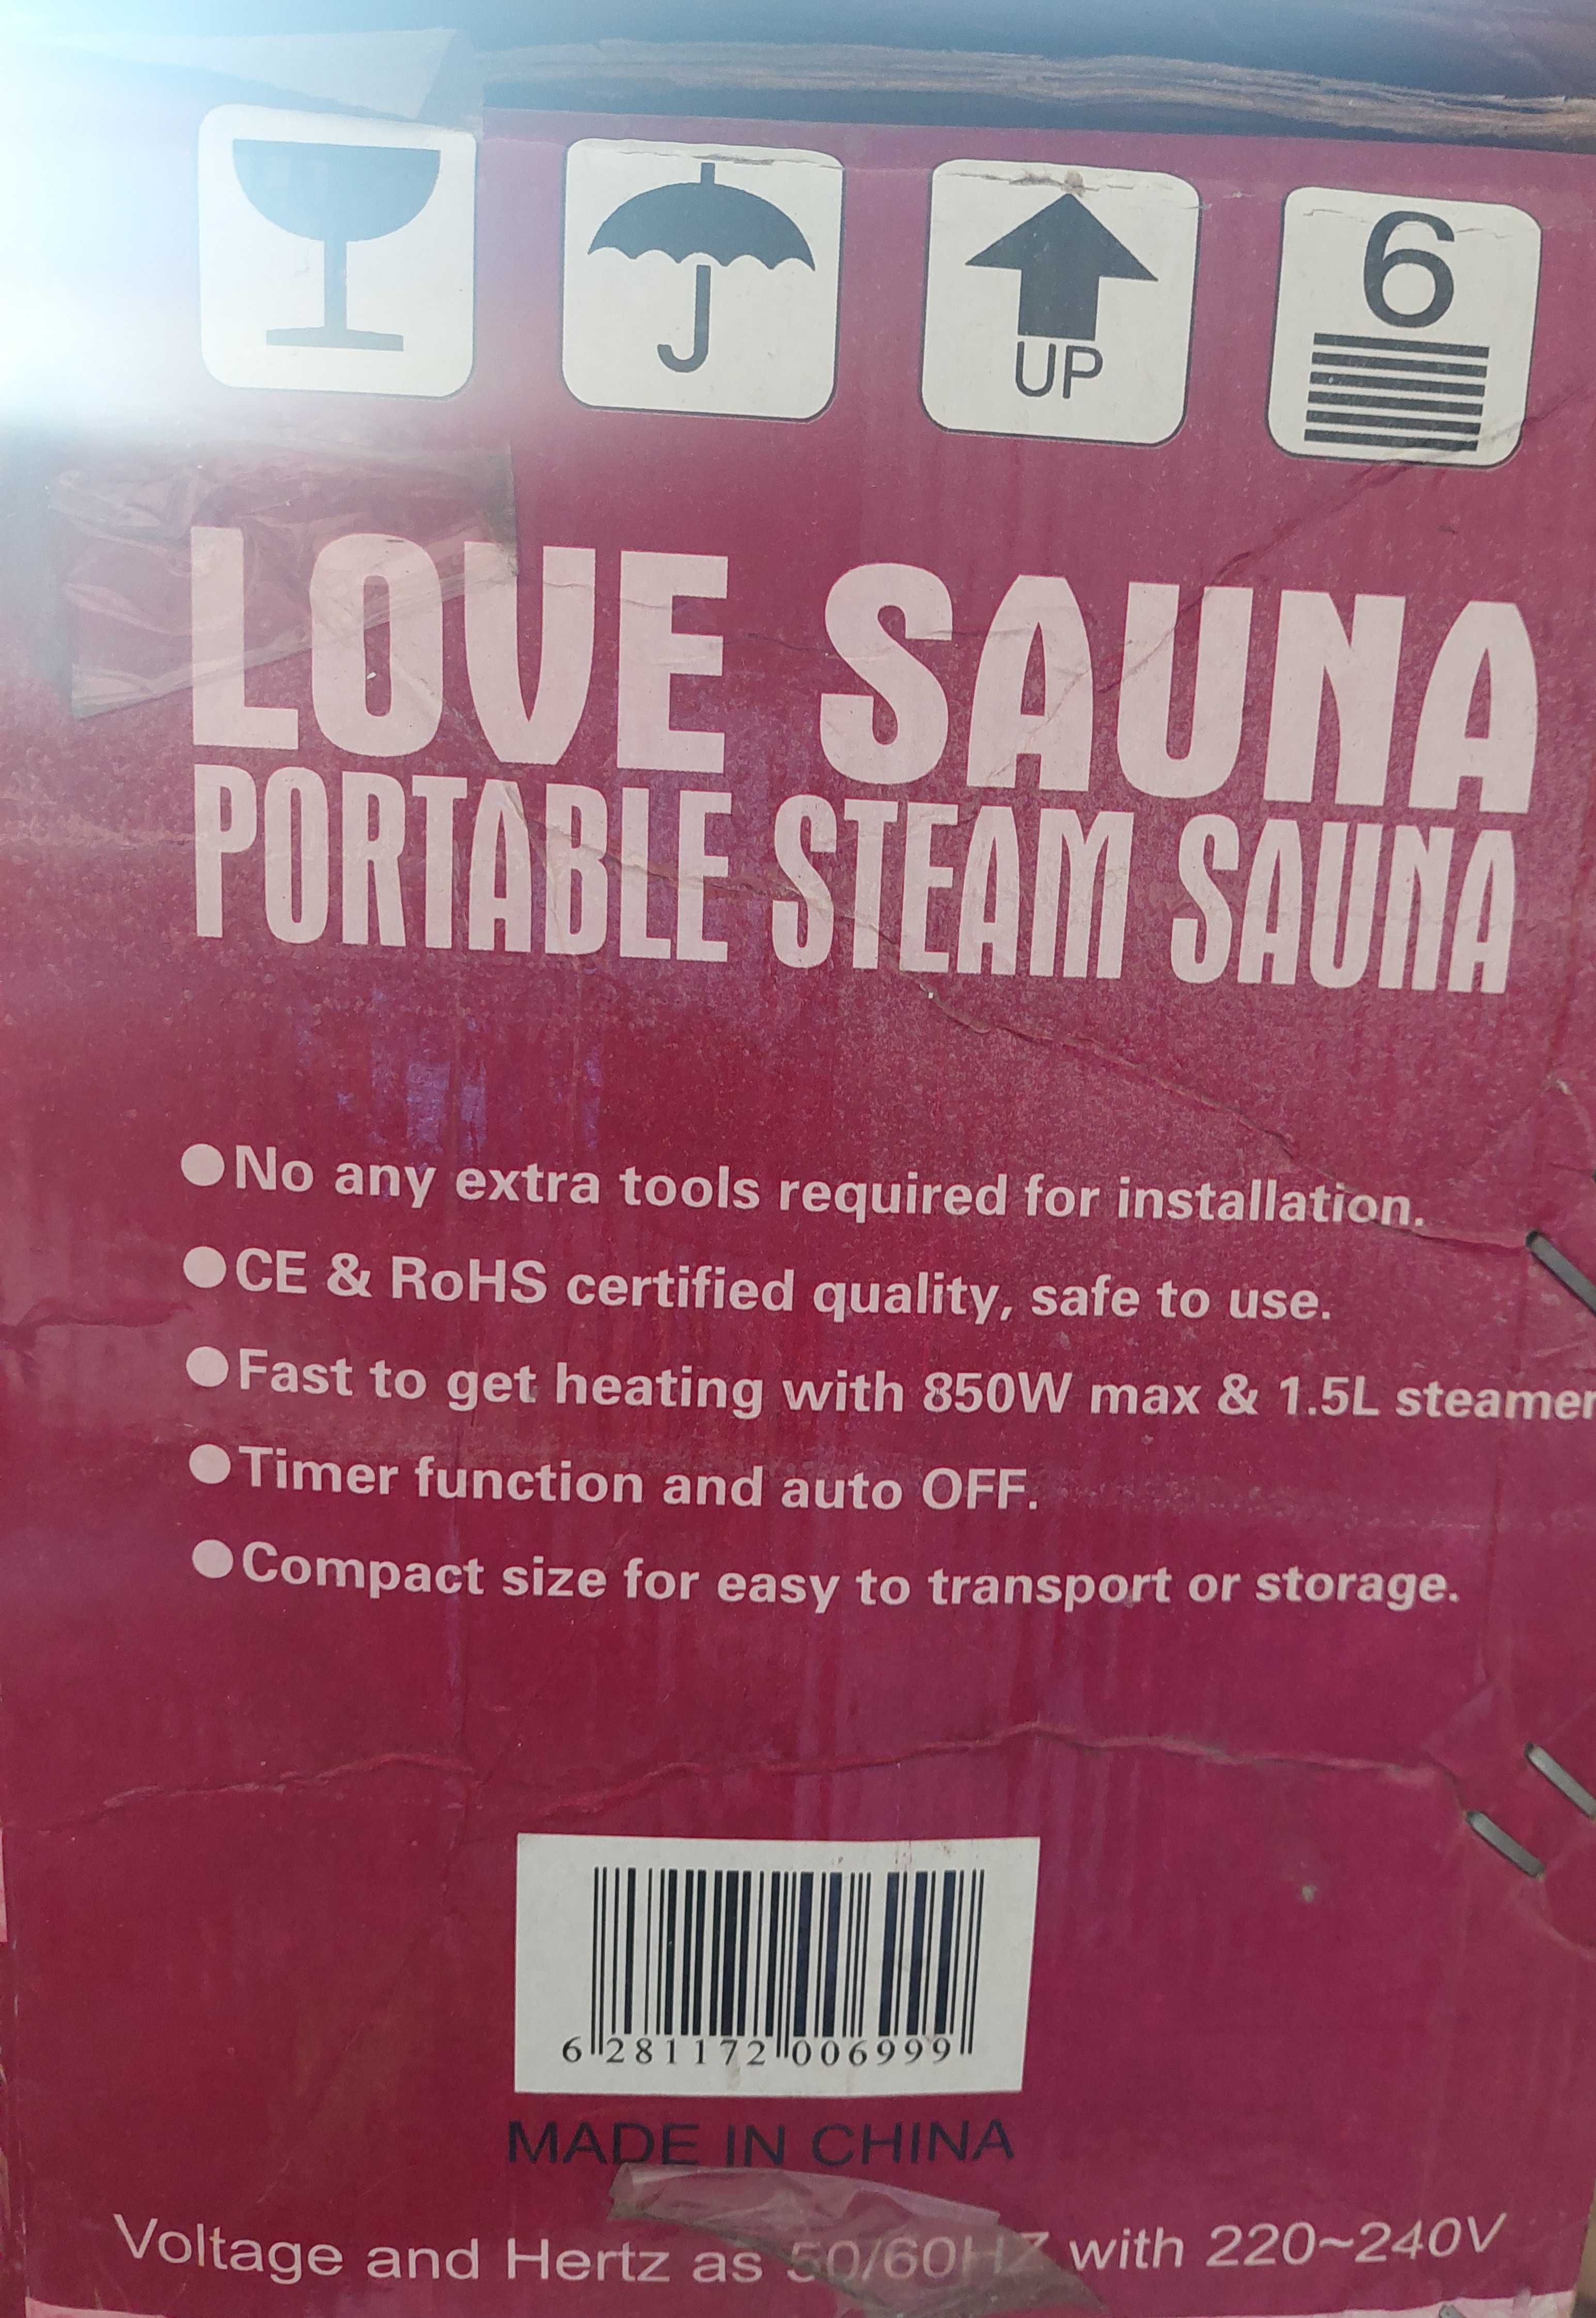 UP
6
LOVE SAUNA
PORTABLE STEAM SAUNA
●No any extra tools required for installation.
●CE & RoHS certified quality, safe to use.
●Fast to get heating with 850W max & 1.5L steamer
●Timer function and auto OFF.
●Compact size for easy to transport or storage.
6 281172 006999
MADE IN CHINA
Voltage and Hertz as 50/60HZ with 220~240V